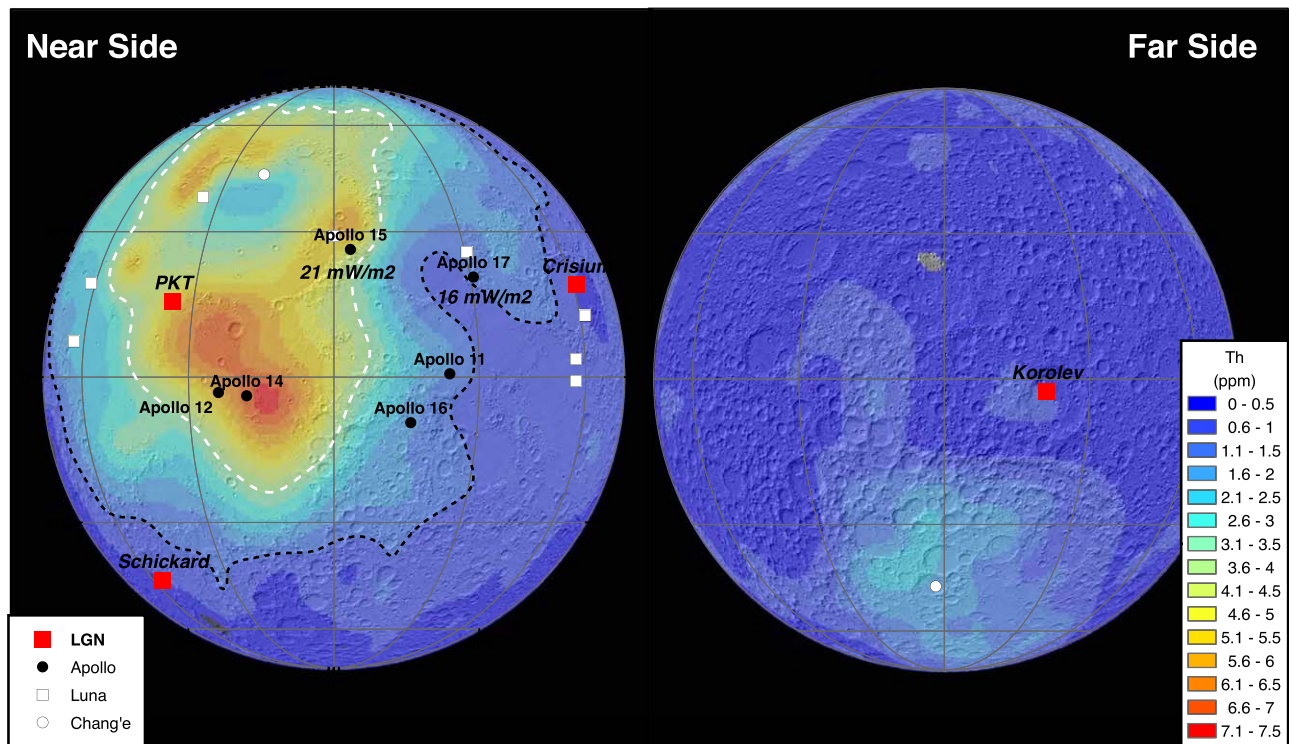 Near Side
Far Side
Apollo 15
21 mW/m2
Apollo 17
16 mW/m2
Crisium
PKT
Apollo 11
Apollo 14
Apollo 12
Apollo 16
Korolev
Schickard
LGN
Apollo
Luna
Chang'e
Th
(ppm)
0 - 0.5
0.6 - 1
1.1 - 1.5
1.6 - 2
2.1 - 2.5
2.6 - 3
3.1 - 3.5
3.6 - 4
4.1 - 4.5
4.6 - 5
5.1 - 5.5
5.6 - 6
6.1 - 6.5
6.6 - 7
7.1 - 7.5